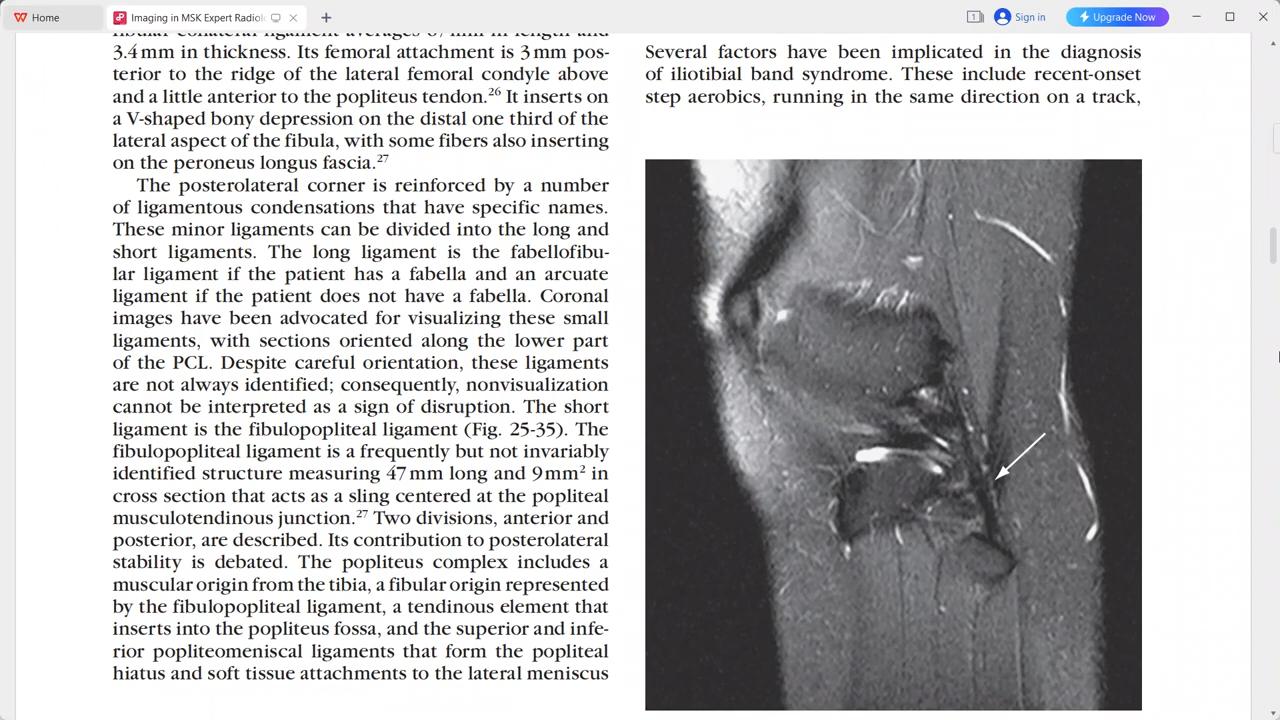 Home
Imaging in MSK Expert Radiolo
1
Sign in
Upgrade Now
3.4 mm in thickness. Its femoral attachment is 3 mm pos-
terior to the ridge of the lateral femoral condyle above
and a little anterior to the popliteus tendon.26 It inserts on
a V-shaped bony depression on the distal one third of the
lateral aspect of the fibula, with some fibers also inserting
on the peroneus longus fascia.27
The posterolateral corner is reinforced by a number
of ligamentous condensations that have specific names.
These minor ligaments can be divided into the long and
short ligaments. The long ligament is the fabellofibu-
lar ligament if the patient has a fabella and an arcuate
ligament if the patient does not have a fabella. Coronal
images have been advocated for visualizing these small
ligaments, with sections oriented along the lower part
of the PCL. Despite careful orientation, these ligaments
are not always identified; consequently, nonvisualization
cannot be interpreted as a sign of disruption. The short
ligament is the fibulopopliteal ligament (Fig. 25-35). The
fibulopopliteal ligament is a frequently but not invariably
identified structure measuring 47 mm long and 9 mm2 in
cross section that acts as a sling centered at the popliteal
musculotendinous junction.27 Two divisions, anterior and
posterior, are described. Its contribution to posterolateral
stability is debated. The popliteus complex includes a
muscular origin from the tibia, a fibular origin represented
by the fibulopopliteal ligament, a tendinous element that
inserts into the popliteus fossa, and the superior and infe-
rior popliteomeniscal ligaments that form the popliteal
hiatus and soft tissue attachments to the lateral meniscus
Several factors have been implicated in the diagnosis
of iliotibial band syndrome. These include recent-onset
step aerobics, running in the same direction on a track,